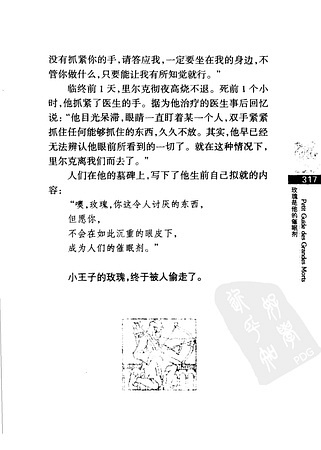 没有抓紧你的手,请答应我,一定要坐在我的身边,不
管你做什么,只要能让我有所知觉就行。”
临终前1天,里尔克彻夜高烧不退。死前1个小
时,他抓紧了医生的手。据为他治疗的医生事后回忆
说:“他目光呆滞,眼睛一直盯着某一个人,双手紧紧
抓住任何能够抓住的东西,久久不放。其实,他早已经
无法辨认他眼前所看到的一切了。就在这种情况下,
里尔克离我们而去了。”
人们在他的墓碑上,写下了他生前自己拟就的内
容:
“噢,玫瑰,你这令人讨厌的东西,
但愿你,
不会在如此沉重的眼皮下,
成为人们的催眠剂。”
小王子的玫瑰,终于被人偷走了。
317
Petit Guide des Grandes Morts
玫瑰是他的催眠剂
PDG